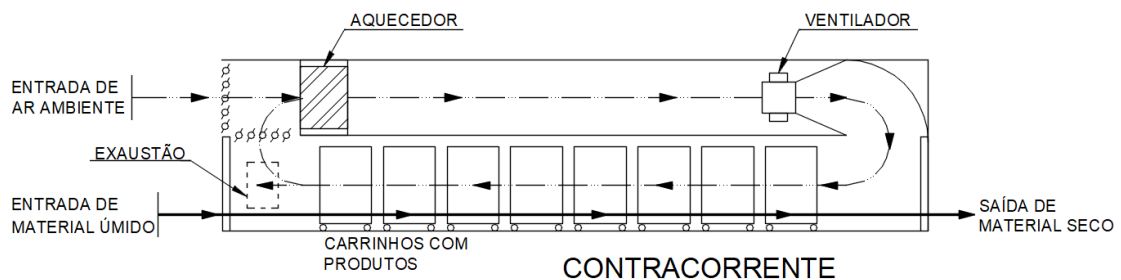 AQUECEDOR
VENTILADOR
ENTRADA DE
AR AMBIENTE
EXAUSTÃO
ENTRADA DE
MATERIAL ÚMIDO
SAÍDA DE
MATERIAL SECO
CARRINHOS COM
PRODUTOS
CONTRACORRENTE